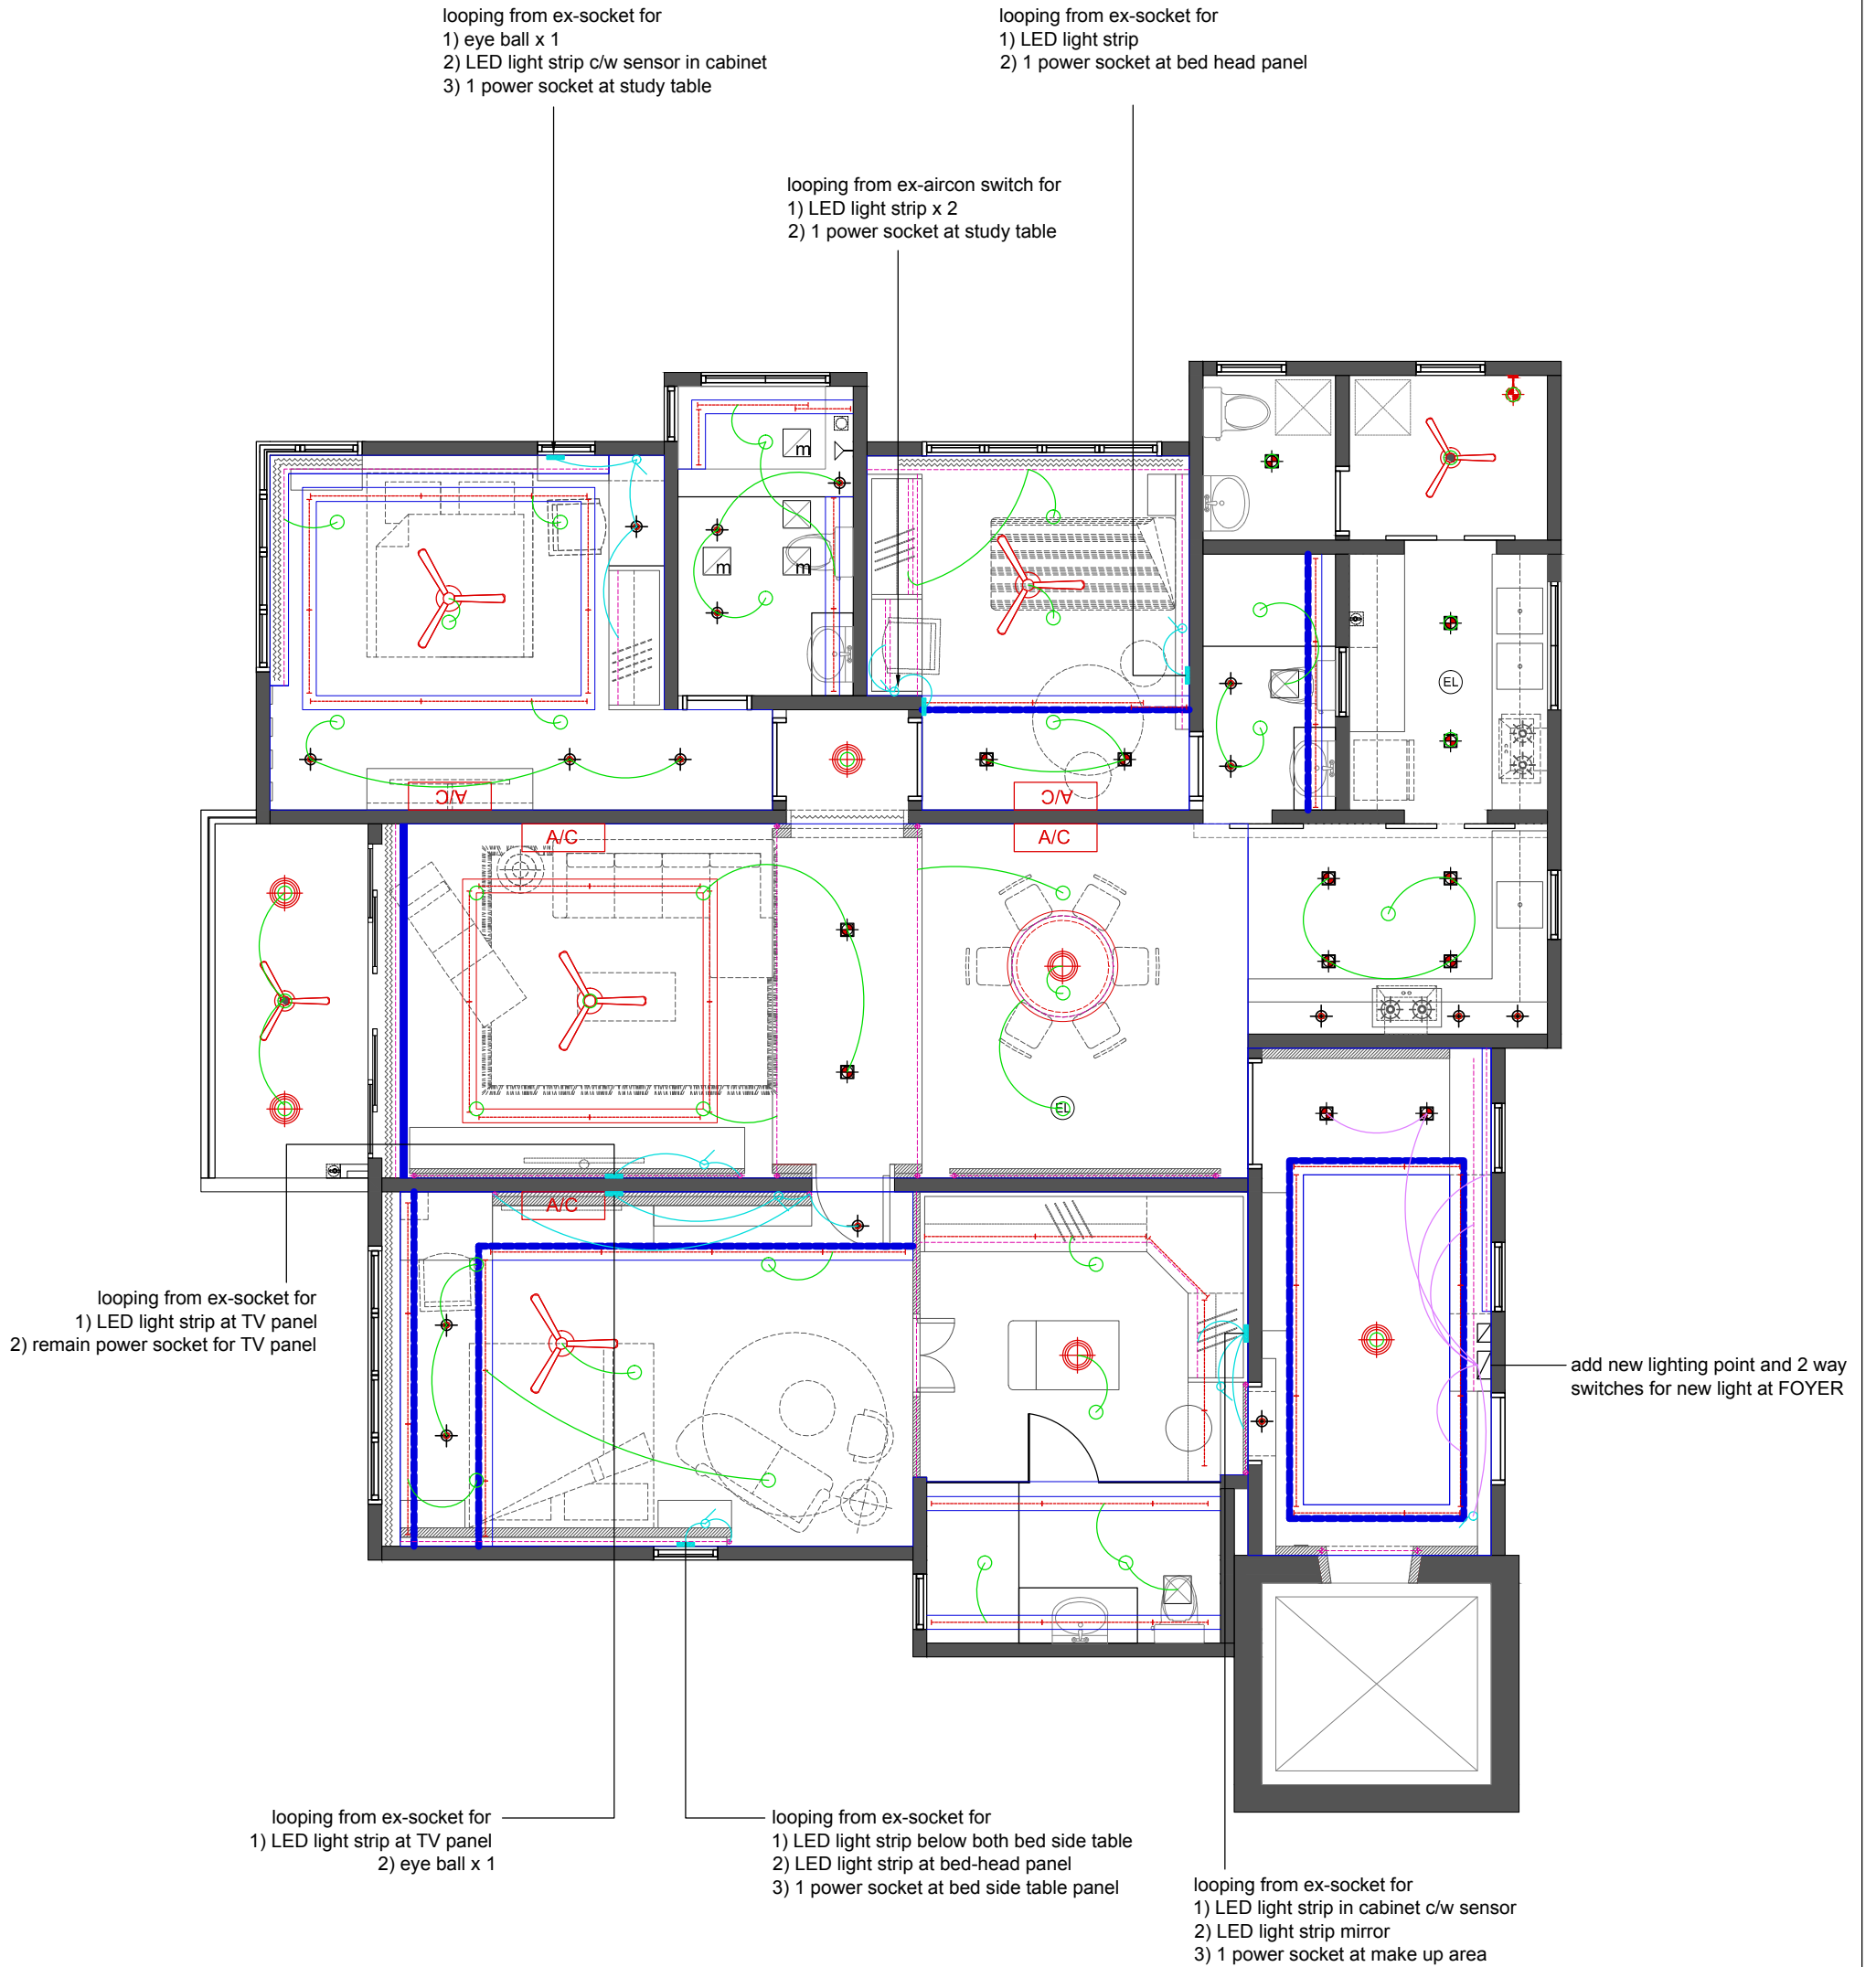 looping from ex-socket for
1) eye ball x 1
2) LED light strip c/w sensor in cabinet
3) 1 power socket at study table
looping from ex-socket for
1) LED light strip
2) 1 power socket at bed head panel
looping from ex-aircon switch for
1) LED light strip x 2
2) 1 power socket at study table
m
m
m
EL
A/C
A/C
A/C
A/C
EL
A/C
looping from ex-socket for
1) LED light strip at TV panel
2) remain power socket for TV panel
add new lighting point and 2 way
switches for new light at FOYER
looping from ex-socket for
1) LED light strip at TV panel
2) eye ball x 1
looping from ex-socket for
1) LED light strip below both bed side table
2) LED light strip at bed-head panel
3) 1 power socket at bed side table panel
looping from ex-socket for
1) LED light strip in cabinet c/w sensor
2) LED light strip mirror
3) 1 power socket at make up area